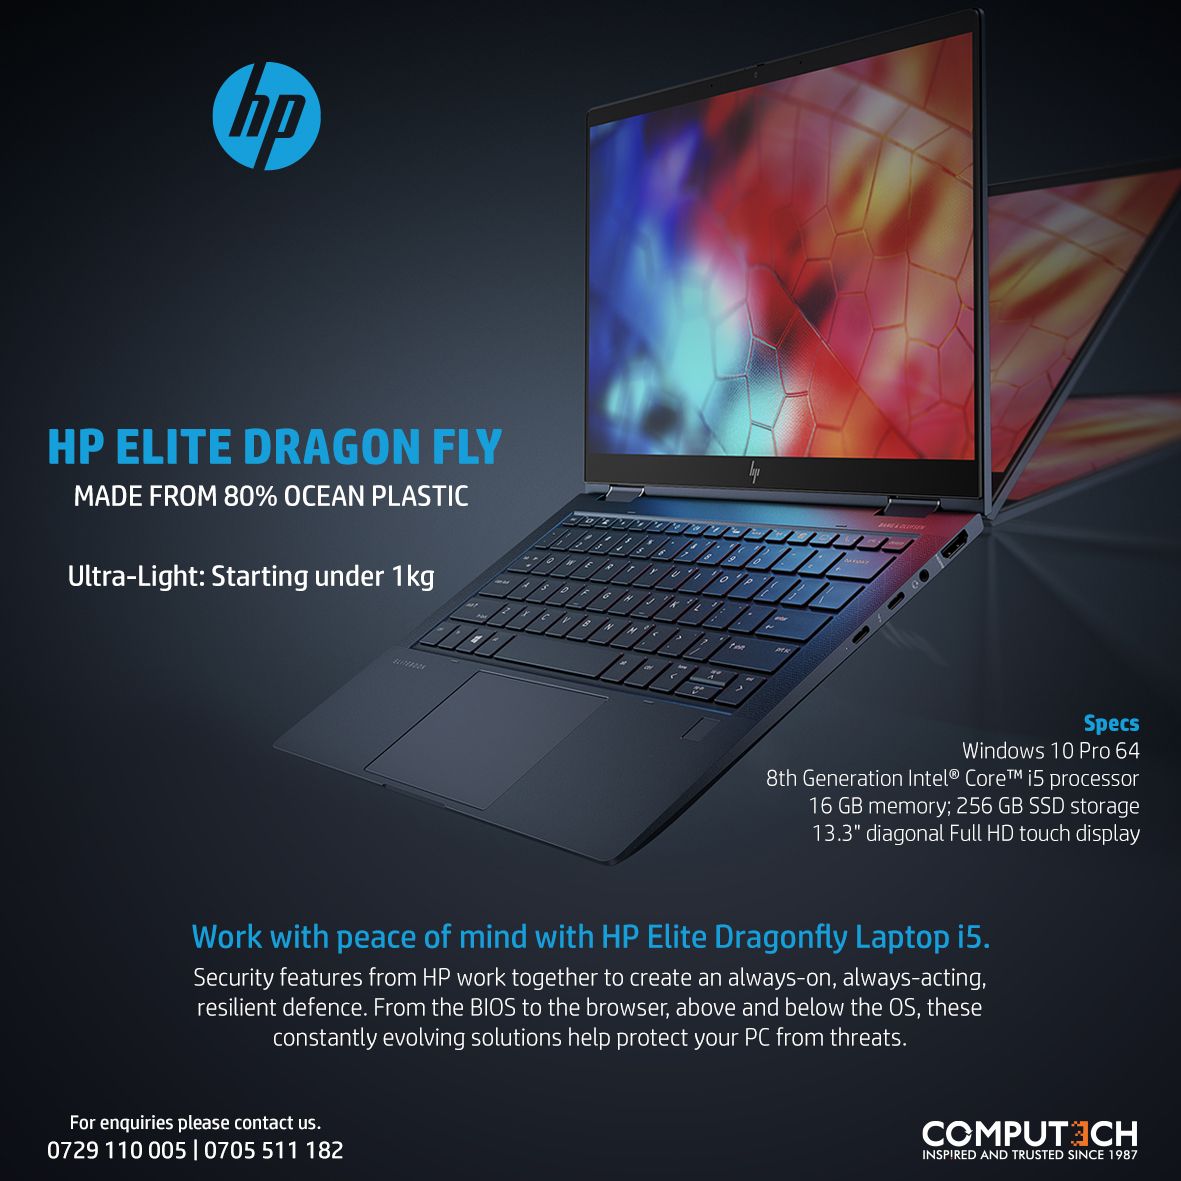 hp
HP ELITE DRAGON FLY
MADE FROM 80% OCEAN PLASTIC
Ultra-Light: Starting under 1kg
hp
BANG & OLUFSEN
ELITEBOOK
Specs
Windows 10 Pro 64
8th Generation Intel® Core™ i5 processor
16 GB memory; 256 GB SSD storage
13.3" diagonal Full HD touch display
Work with peace of mind with HP Elite Dragonfly Laptop i5.
Security features from HP work together to create an always-on, always-acting,
resilient defence. From the BIOS to the browser, above and below the OS, these
constantly evolving solutions help protect your PC from threats.
For enquiries please contact us.
0729 110 005 | 0705 511 182
COMPUTECH
INSPIRED AND TRUSTED SINCE 1987